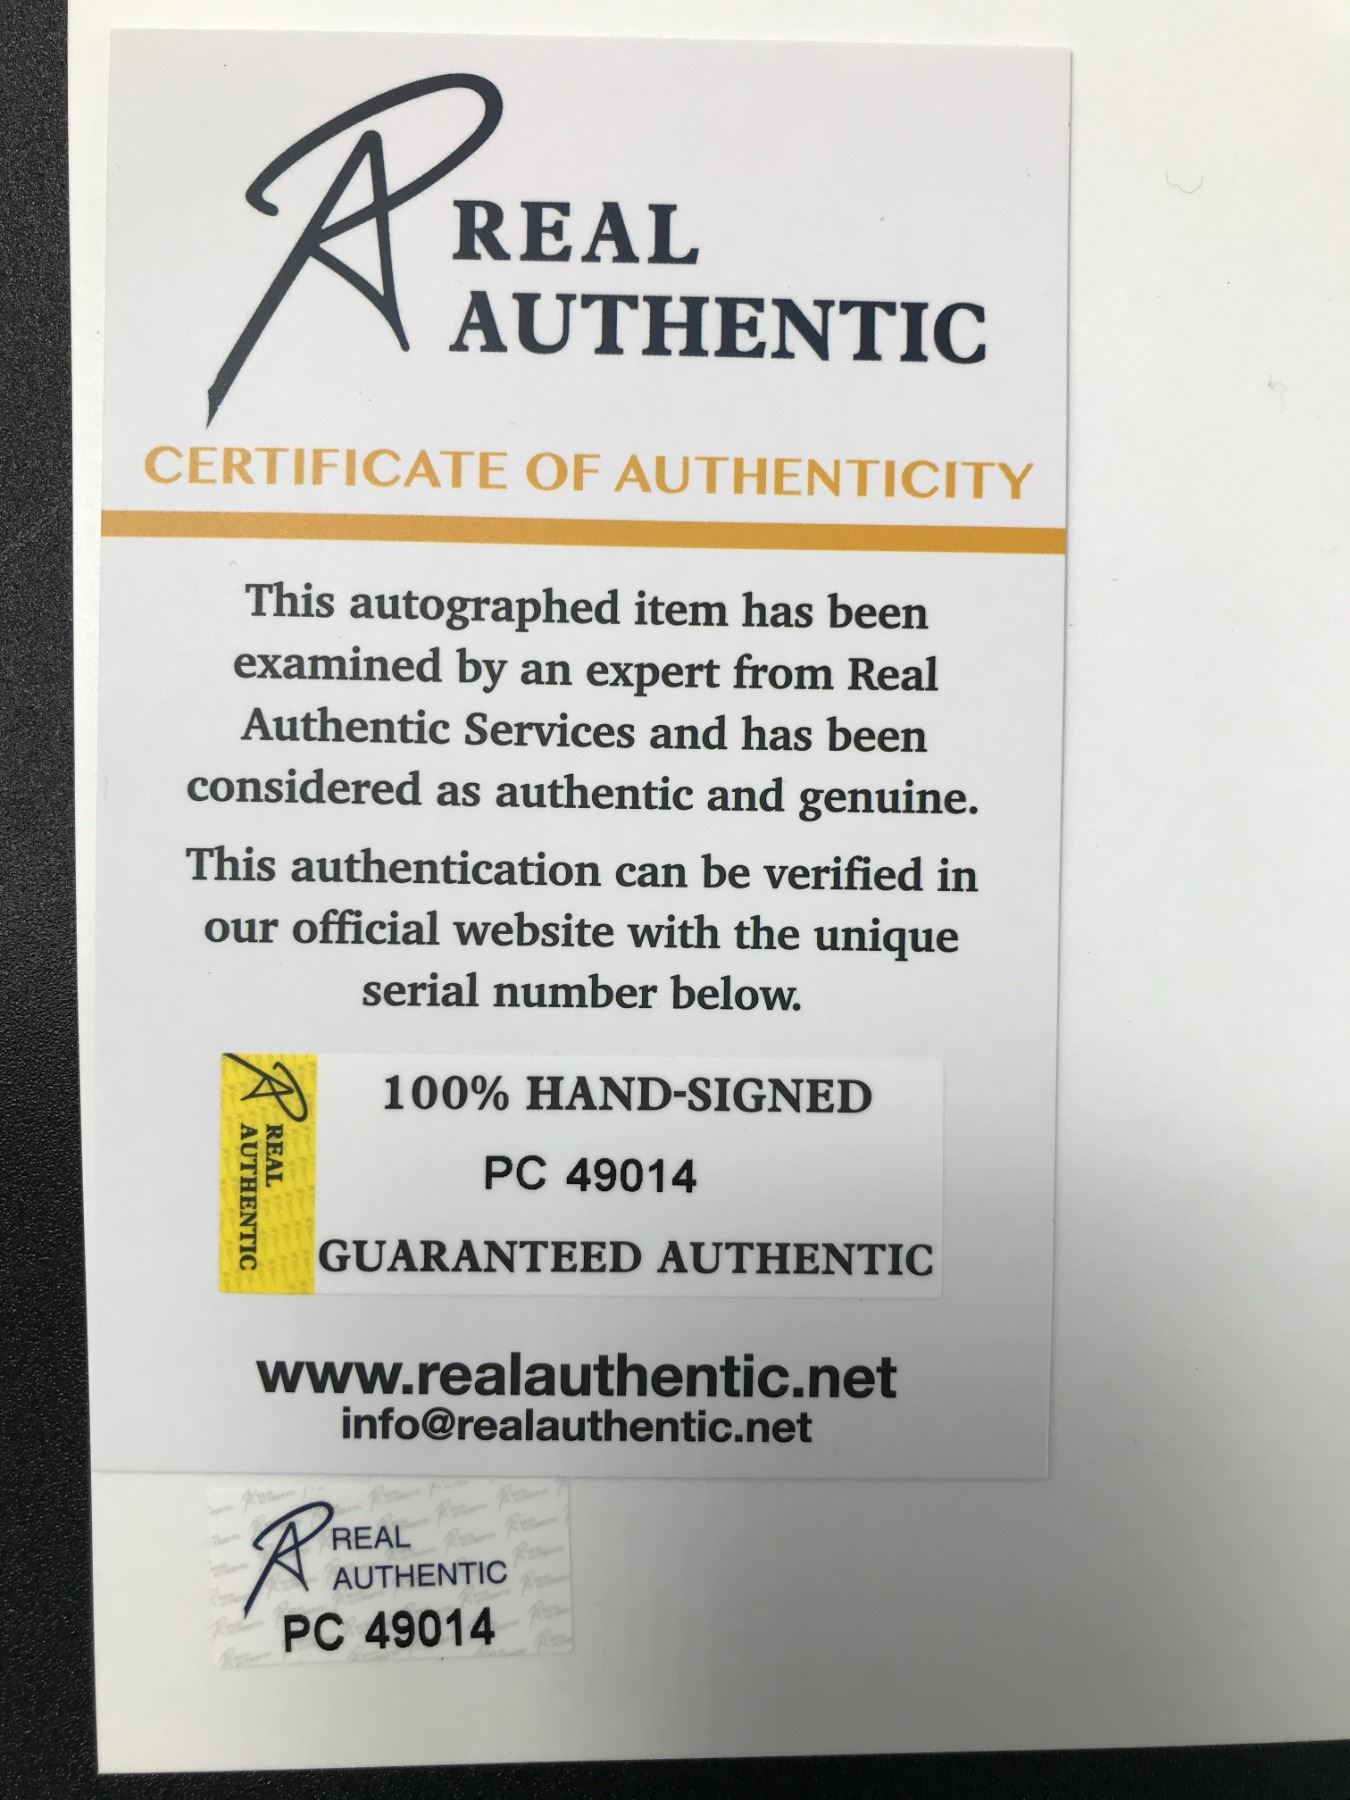 REAL
AUTHENTIC
CERTIFICATE OF AUTHENTICITY
This autographed item has been
examined by an expert from Real
Authentic Services and has been
considered as authentic and genuine.
This authentication can be verified in
our official website with the unique
serial number below.
REAL
AUTHENTIC
100% HAND-SIGNED
PC 49014
GUARANTEED AUTHENTIC
www.realauthentic.net
info@realauthentic.net
REAL
AUTHENTIC
PC 49014